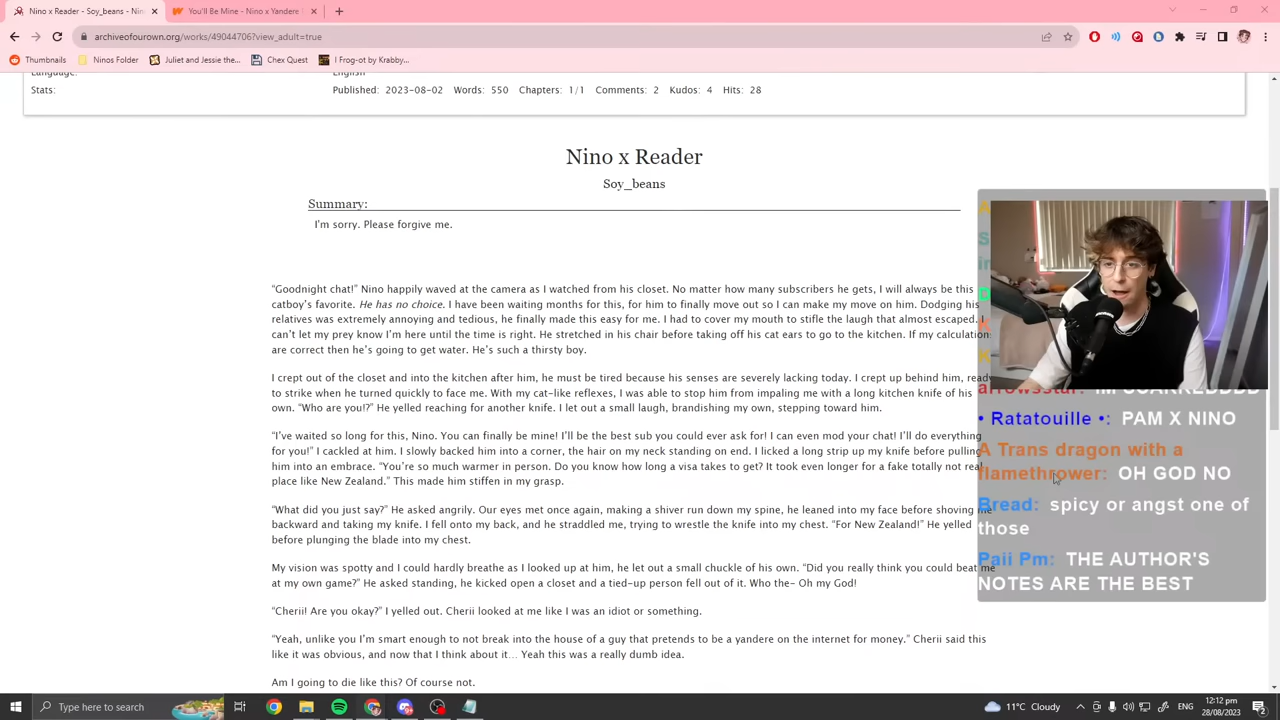 Nino x Reader - Soy_beans - Nin
You'll Be Mine - Nino x Yandere F
archiveofourown.org/works/49044706?view_adult=true
Thumbnails
Ninos Folder
Juliet and Jessie the...
Chex Quest
I Frog-ot by Krabby...
Language:
English
Stats:
Published: 2023-08-02 Words: 550 Chapters: 1/1 Comments: 2 Kudos: 4 Hits: 28
Nino x Reader
Soy_beans
Summary:
I'm sorry. Please forgive me.
“Goodnight chat!” Nino happily waved at the camera as I watched from his closet. No matter how many subscribers he gets, I will always be this
catboy’s favorite. He has no choice. I have been waiting months for this, for him to finally move out so I can make my move on him. Dodging his
relatives was extremely annoying and tedious, he finally made this easy for me. I had to cover my mouth to stifle the laugh that almost escaped. I
can’t let my prey know I’m here until the time is right. He stretched in his chair before taking off his cat ears to go to the kitchen. If my calculation
are correct then he’s going to get water. He’s such a thirsty boy.
I crept out of the closet and into the kitchen after him, he must be tired because his senses are severely lacking today. I crept up behind him, ready
to strike when he turned quickly to face me. With my cat-like reflexes, I was able to stop him from impaling me with a long kitchen knife of his
own. “Who are you!?” He yelled reaching for another knife. I let out a small laugh, brandishing my own, stepping toward him.
“I’ve waited so long for this, Nino. You can finally be mine! I’ll be the best sub you could ever ask for! I can even mod your chat! I’ll do everything
for you!” I cackled at him. I slowly backed him into a corner, the hair on my neck standing on end. I licked a long strip up my knife before pulling
him into an embrace. “You’re so much warmer in person. Do you know how long a visa takes to get? It took even longer for a fake totally not real
place like New Zealand.” This made him stiffen in my grasp.
“What did you just say?” He asked angrily. Our eyes met once again, making a shiver run down my spine, he leaned into my face before shoving me
backward and taking my knife. I fell onto my back, and he straddled me, trying to wrestle the knife into my chest. “For New Zealand!” He yelled
before plunging the blade into my chest.
My vision was spotty and I could hardly breathe as I looked up at him, he let out a small chuckle of his own. “Did you really think you could beat me
at my own game?” He asked standing, he kicked open a closet and a tied-up person fell out of it. Who the- Oh my God!
“Cherii! Are you okay?” I yelled out. Cherii looked at me like I was an idiot or something.
“Yeah, unlike you I’m smart enough to not break into the house of a guy that pretends to be a yandere on the internet for money.” Cherii said this
like it was obvious, and now that I think about it… Yeah this was a really dumb idea.
Am I going to die like this? Of course not.
• Ratatouille •: PAM X NINO
A Trans dragon with a
flamethrower: OH GOD NO
Bread: spicy or angst one of
those
Paii Pm: THE AUTHOR'S
NOTES ARE THE BEST
Type here to search
11°C Cloudy
ENG
12:12 pm
28/08/2023